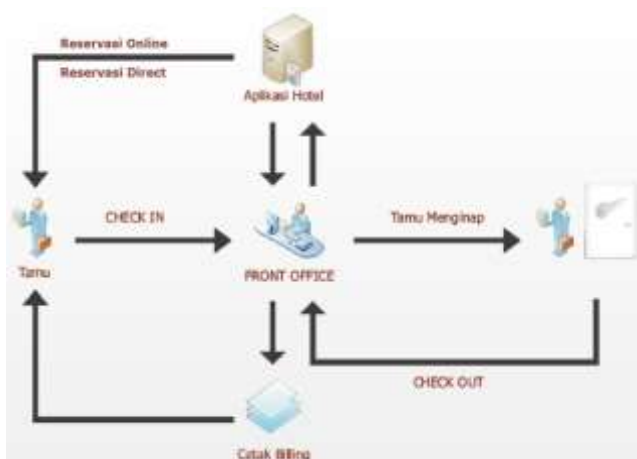 Reservasi Online
Reservasi Direct
Aplikasi Hotel
CHECK IN
Tamu Menginap
Tamu
FRONT OFFICE
CHECK OUT
Cetak Billing